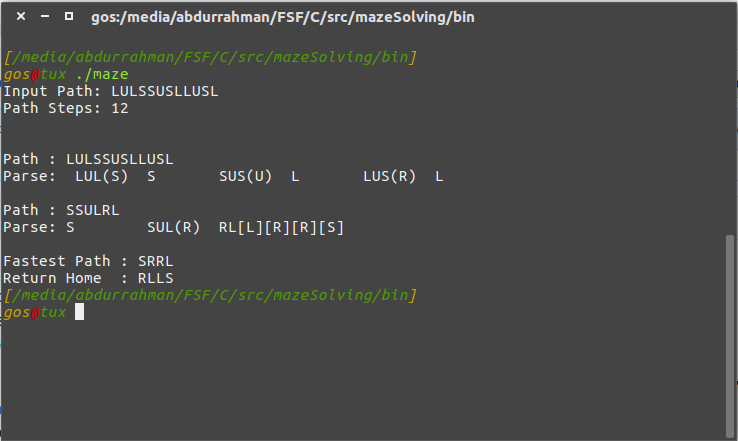 gos:/media/abdurrahman/FSF/C/src/mazeSolving/bin
[/media/abdurrahman/FSF/C/src/mazeSolving/bin]
gos@tux ./maze
Input Path: LULSSUSLLUSL
Path Steps: 12
Path : LULSSUSLLUSL
Parse:  LUL(S)  S       SUS(U)  L       LUS(R)  L
Path : SSULRL
Parse: S        SUL(R)  RL[L][R][R][S]
Fastest Path : SRRL
Return Home  : RLLS
[/media/abdurrahman/FSF/C/src/mazeSolving/bin]
gos@tux